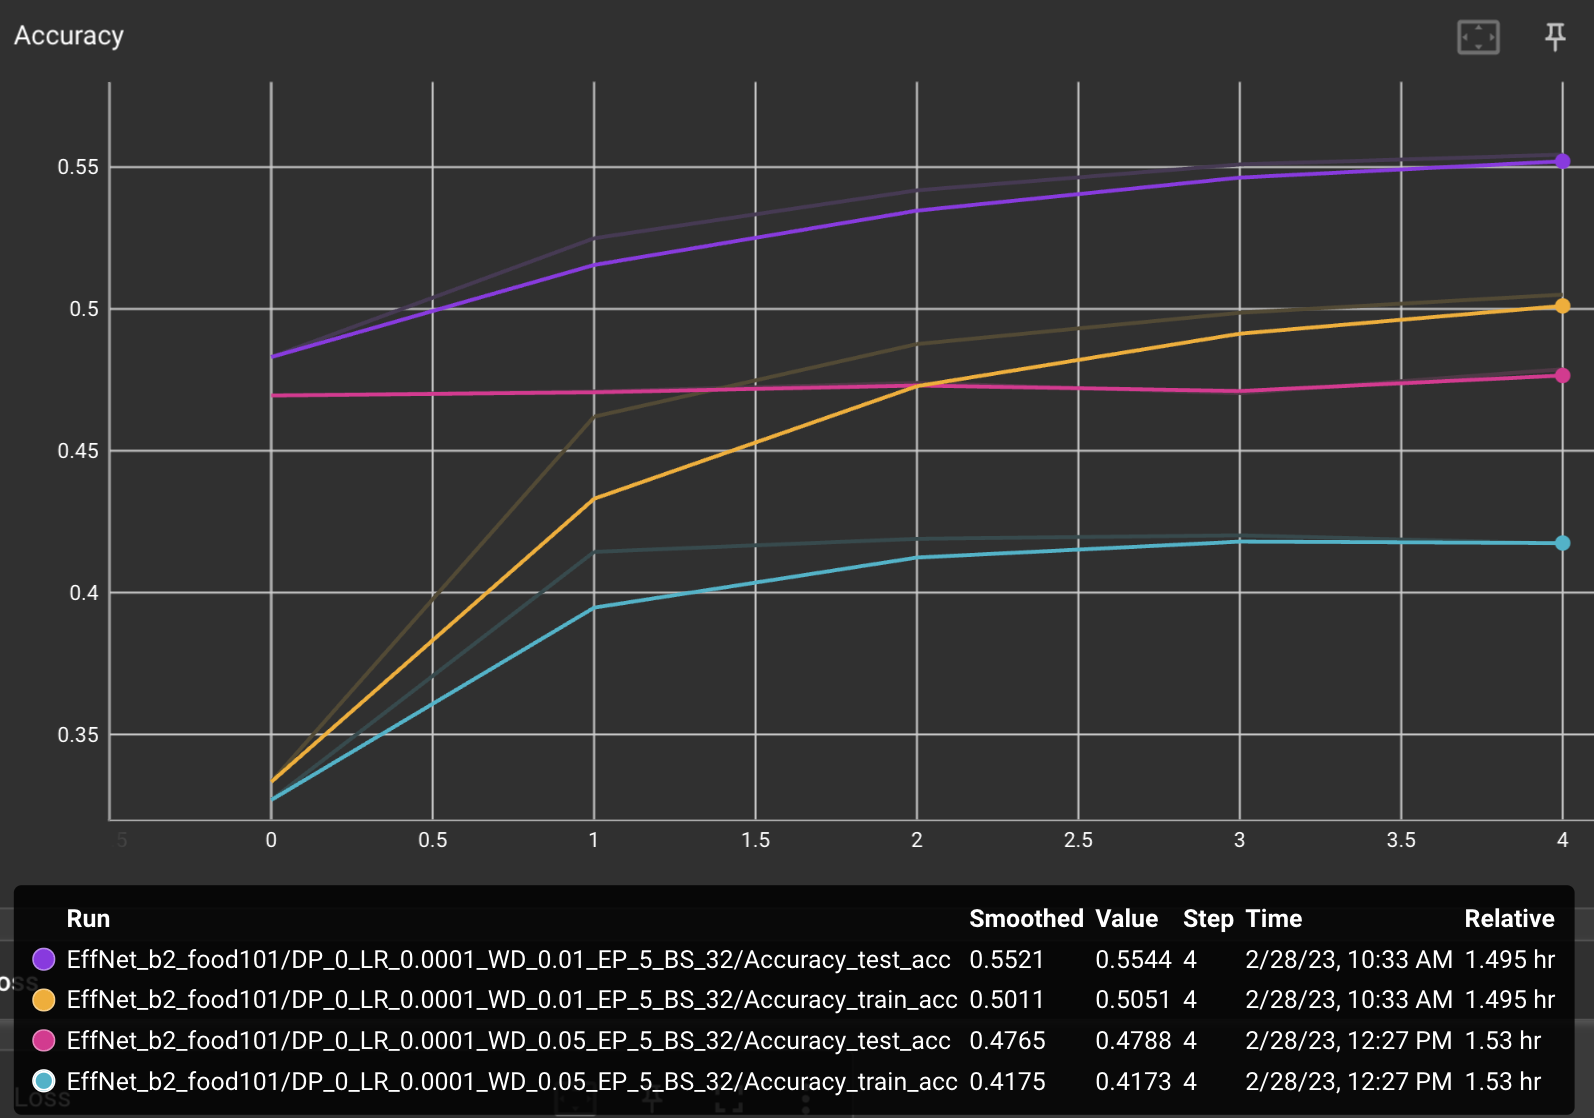 Accuracy
0.55
0.5
0.45
0.4
0.35
5 0 0.5 1 1.5 2 2.5 3 3.5 4
Run Smoothed Value Step Time Relative
EffNet_b2_food101/DP_0_LR_0.0001_WD_0.01_EP_5_BS_32/Accuracy_test_acc 0.5521 0.5544 4 2/28/23, 10:33 AM 1.495 hr
oss
EffNet_b2_food101/DP_0_LR_0.0001_WD_0.01_EP_5_BS_32/Accuracy_train_acc 0.5011 0.5051 4 2/28/23, 10:33 AM 1.495 hr
EffNet_b2_food101/DP_0_LR_0.0001_WD_0.05_EP_5_BS_32/Accuracy_test_acc 0.4765 0.4788 4 2/28/23, 12:27 PM 1.53 hr
EffNet_b2_food101/DP_0_LR_0.0001_WD_0.05_EP_5_BS_32/Accuracy_train_acc 0.4175 0.4173 4 2/28/23, 12:27 PM 1.53 hr
Loss